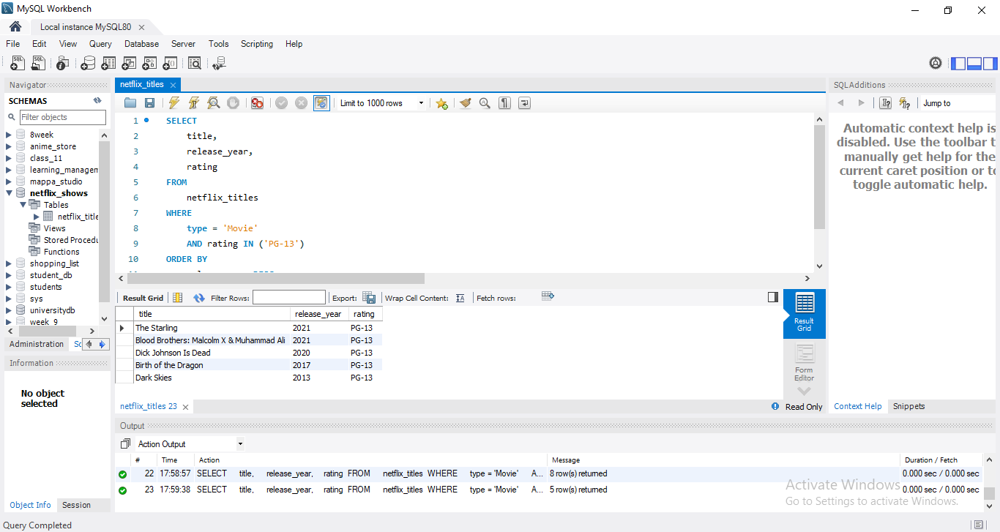 MySQL Workbench
Local instance MySQL80
File Edit View Query Database Server Tools Scripting Help
Navigator
SCHEMAS
Filter objects
8week
anime_store
class_11
learning_managem
mappa_studio
netflix_shows
Tables
netflix_title
Views
Stored Procedu
Functions
shopping_list
student_db
students
sys
universitydb
week_9
Administration Sc
Information
No object
selected
Object Info Session
netflix_titles
Limit to 1000 rows
1 SELECT
2 title,
3 release_year,
4 rating
5 FROM
6 netflix_titles
7 WHERE
8 type = 'Movie'
9 AND rating IN ('PG-13')
10 ORDER BY
Result Grid Filter Rows: Export: Wrap Cell Content: Fetch rows:
title release_year rating
The Starling 2021 PG-13
Blood Brothers: Malcolm X & Muhammad Ali 2021 PG-13
Dick Johnson Is Dead 2020 PG-13
Birth of the Dragon 2017 PG-13
Dark Skies 2013 PG-13
Result
Grid
Form
Editor
netflix_titles 23
Read Only
SQLAdditions
Jump to
Automatic context help is
disabled. Use the toolbar t
manually get help for the
current caret position or to
toggle automatic help.
Context Help Snippets
Output
Action Output
# Time Action Message Duration / Fetch
22 17:58:57 SELECT title, release_year, rating FROM netflix_titles WHERE type = 'Movie' A... 8 row(s) returned 0.000 sec / 0.000 sec
23 17:59:38 SELECT title, release_year, rating FROM netflix_titles WHERE type = 'Movie' A... 5 row(s) returned 0.000 sec / 0.000 sec
Activate Windows
Go to Settings to activate Windows.
Query Completed